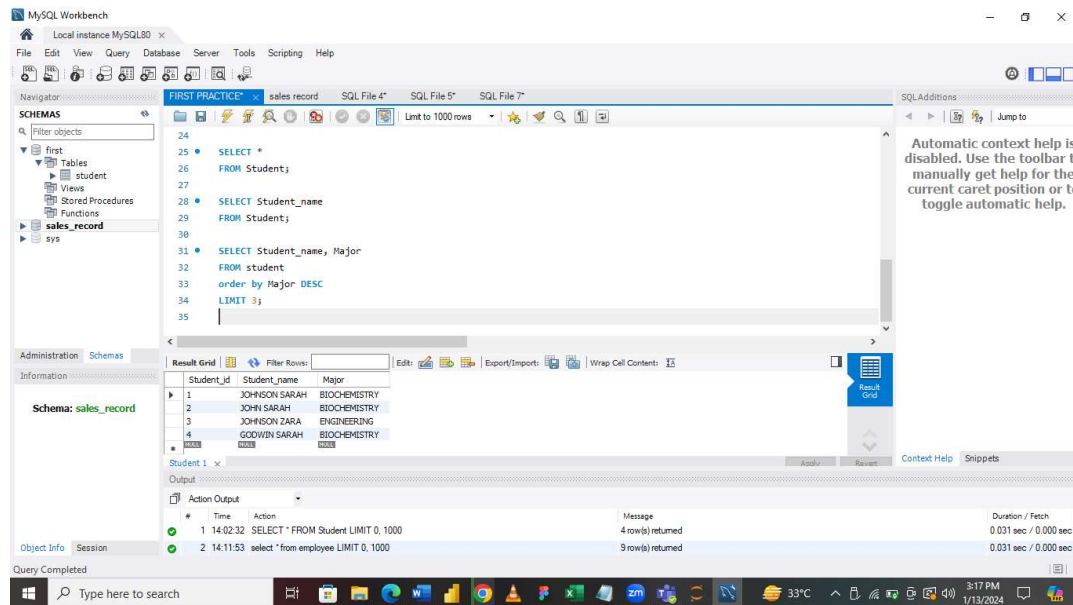 MySQL Workbench
Local instance MySQL80 ×
File Edit View Query Database Server Tools Scripting Help
Navigator
SCHEMAS
Filter objects
first
Tables
student
Views
Stored Procedures
Functions
sales_record
sys
Administration Schemas
Information
Schema: sales_record
Object Info Session
FIRST PRACTICE* × sales record SQL File 4* SQL File 5* SQL File 7*
Limit to 1000 rows
24
25 SELECT *
26 FROM Student;
27
28 SELECT Student_name
29 FROM Student;
30
31 SELECT Student_name, Major
32 FROM student
33 order by Major DESC
34 LIMIT 3;
35
Result Grid Filter Rows: Edit: Export/Import: Wrap Cell Content:
Student_id Student_name Major
1 JOHNSON SARAH BIOCHEMISTRY
2 JOHN SARAH BIOCHEMISTRY
3 JOHNSON ZARA ENGINEERING
4 GODWIN SARAH BIOCHEMISTRY
NULL NULL NULL
Result
Grid
Student 1 × Apply Revert
Output
Action Output
# Time Action Message Duration / Fetch
1 14:02:32 SELECT * FROM Student LIMIT 0, 1000 4 row(s) returned 0.031 sec / 0.000 sec
2 14:11:53 select * from employee LIMIT 0, 1000 9 row(s) returned 0.031 sec / 0.000 sec
SQLAdditions
Jump to
Automatic context help is
disabled. Use the toolbar
manually get help for the
current caret position or
toggle automatic help.
Context Help Snippets
Query Completed
Type here to search
33°C
3:17 PM
1/13/2024